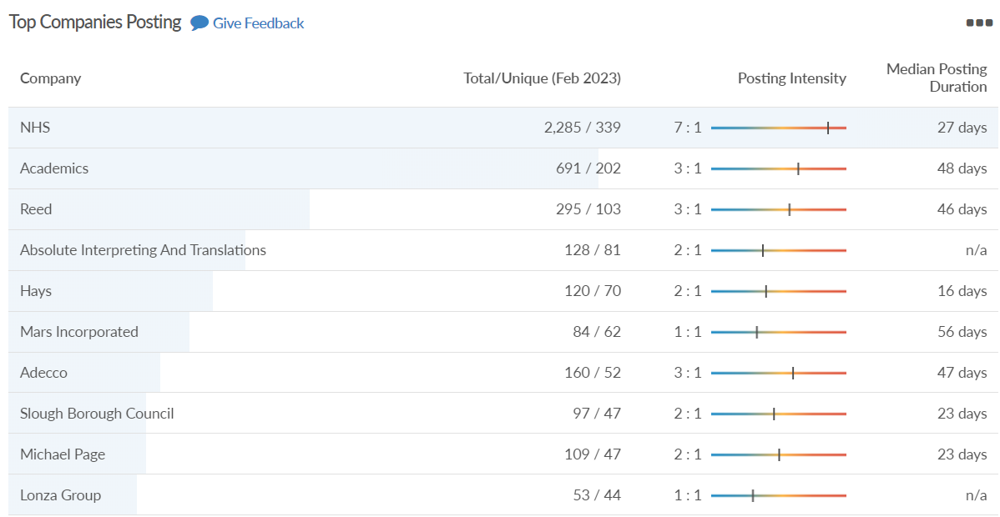 Top Companies Posting Give Feedback
Company Total/Unique (Feb 2023) Posting Intensity Median Posting Duration
NHS 2,285 / 339 7 : 1 27 days
Academics 691 / 202 3 : 1 48 days
Reed 295 / 103 3 : 1 46 days
Absolute Interpreting And Translations 128 / 81 2 : 1 n/a
Hays 120 / 70 2 : 1 16 days
Mars Incorporated 84 / 62 1 : 1 56 days
Adecco 160 / 52 3 : 1 47 days
Slough Borough Council 97 / 47 2 : 1 23 days
Michael Page 109 / 47 2 : 1 23 days
Lonza Group 53 / 44 1 : 1 n/a